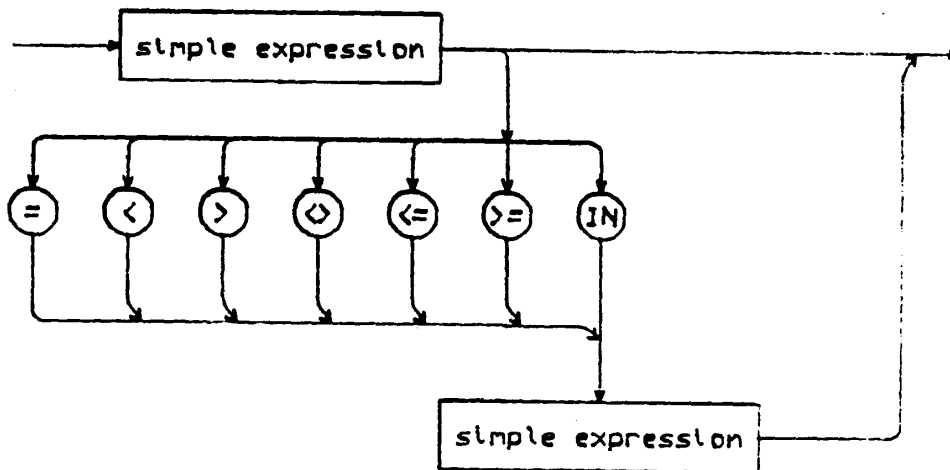 simple expression
= < > <> <= >= IN
simple expression